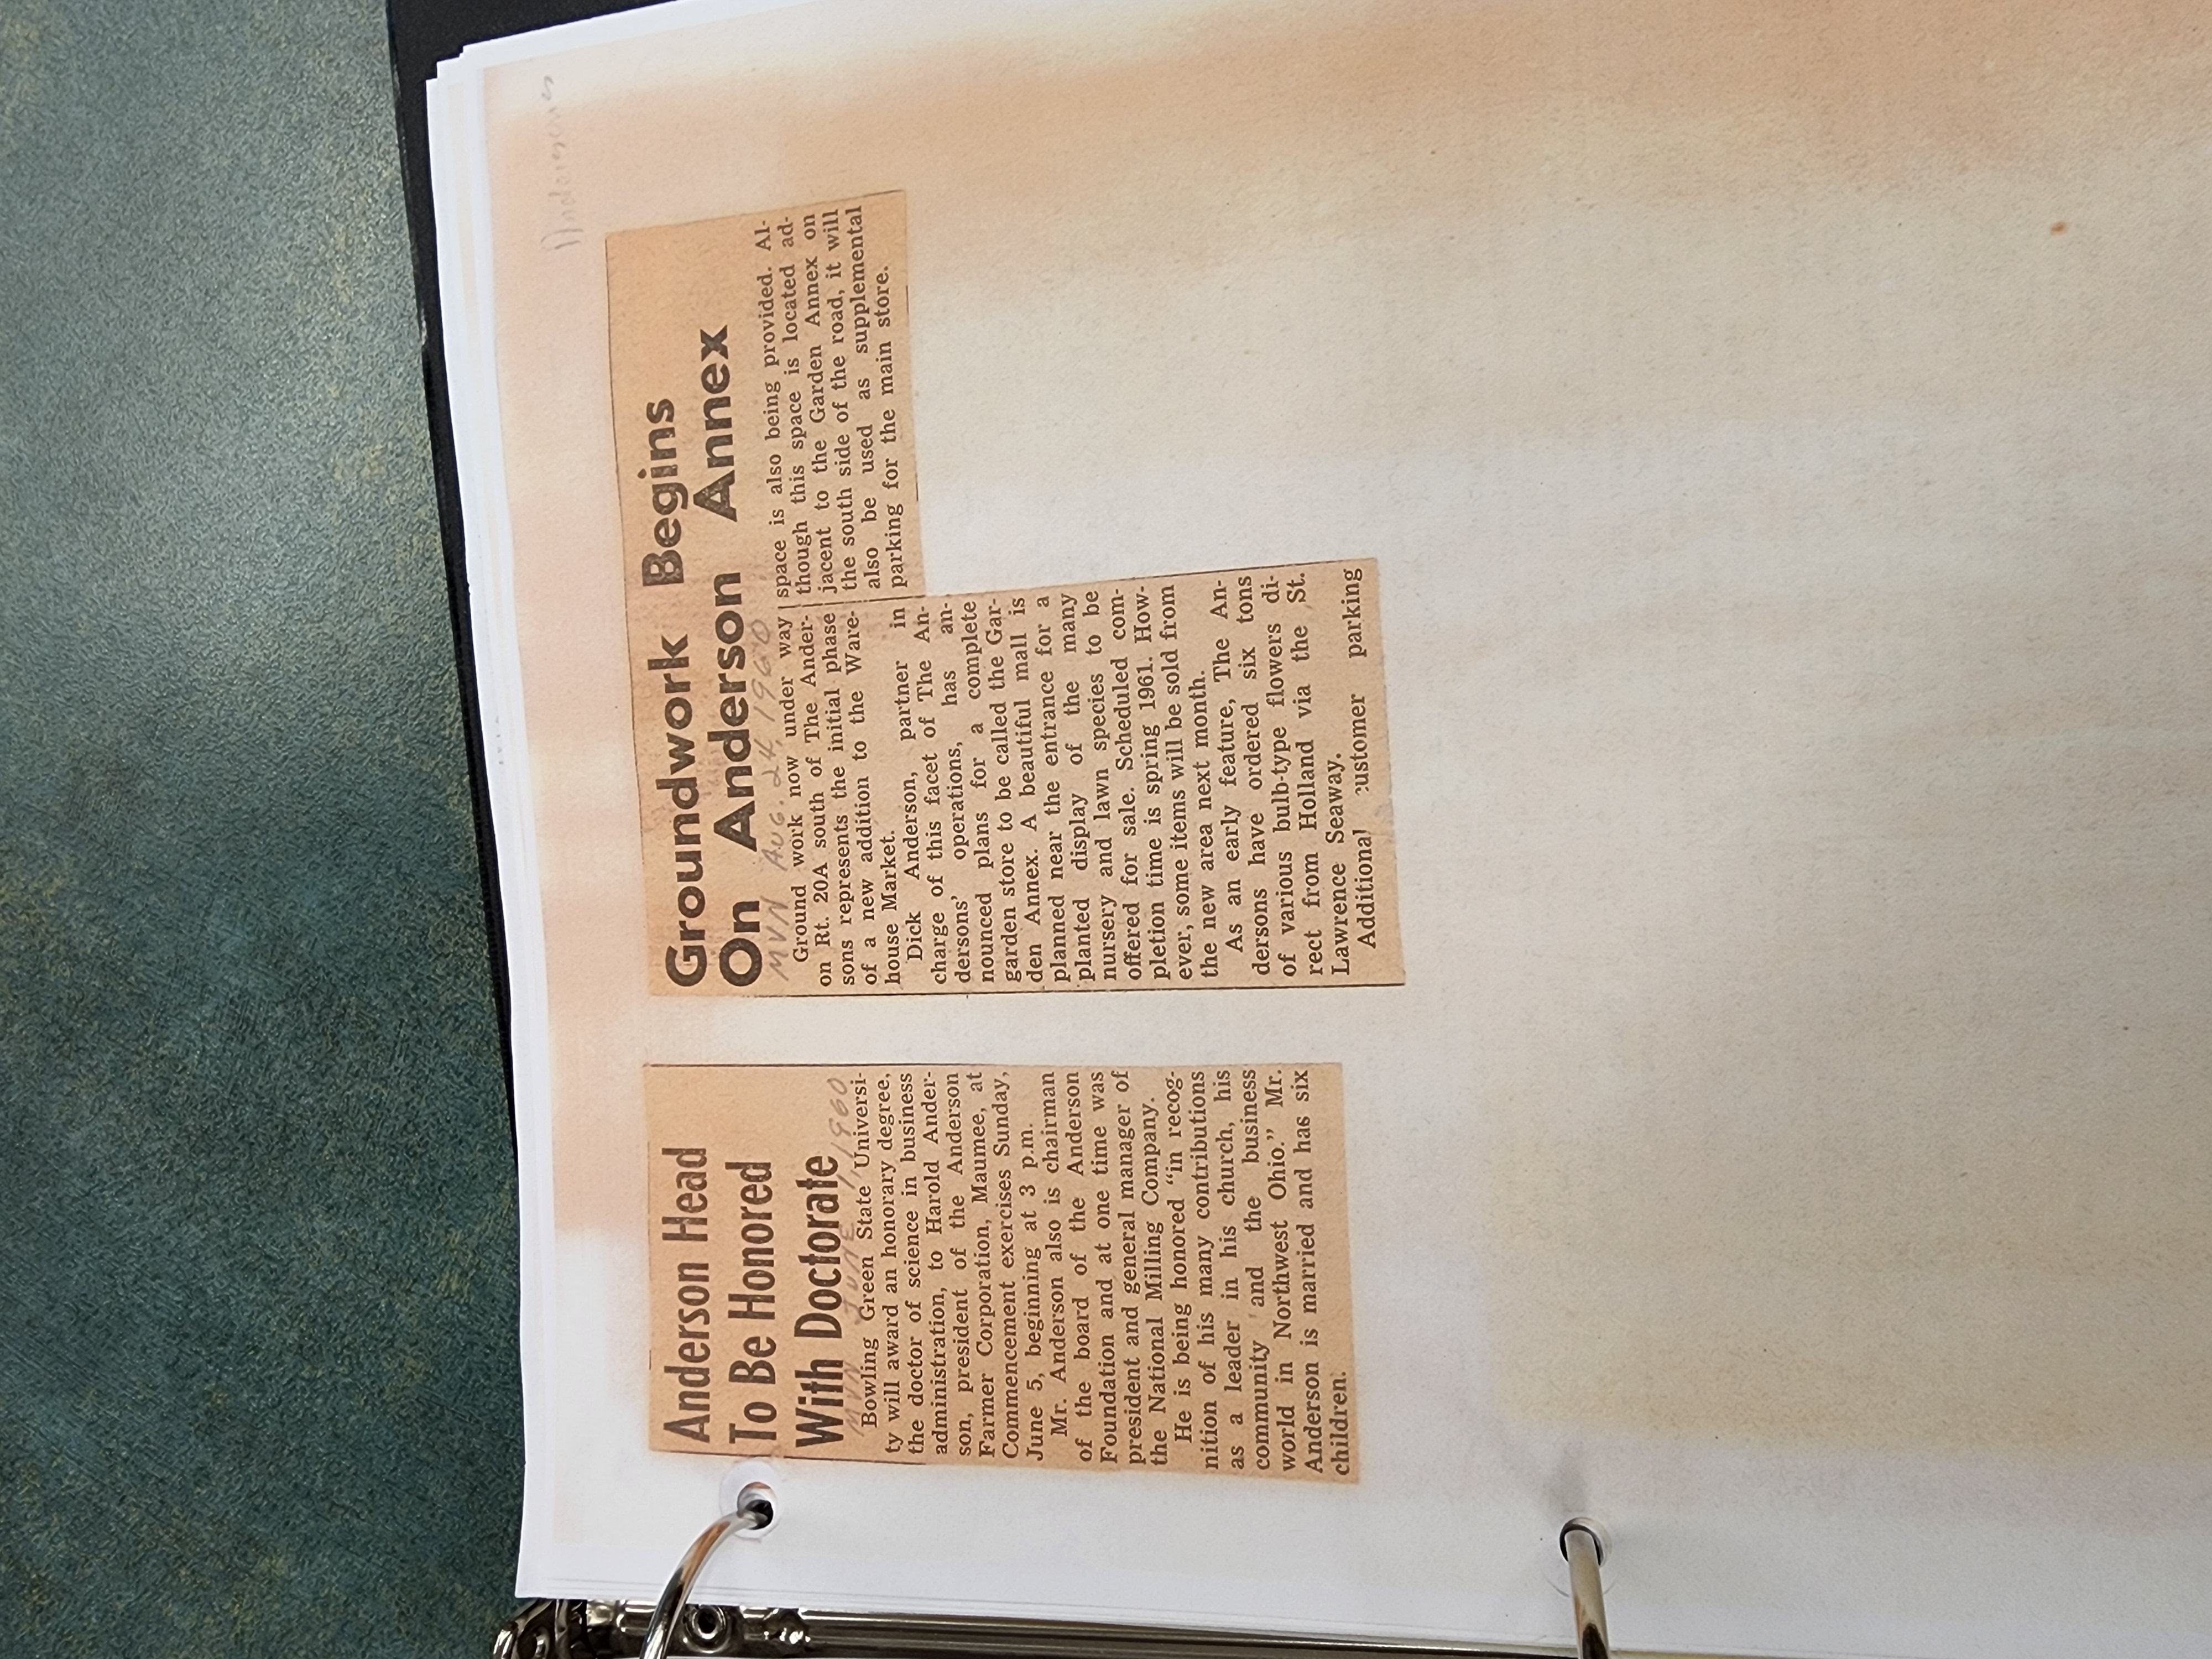 Andersons
Anderson Head
To Be Honored
With Doctorate
MVN JUNE 1, 1960
Bowling Green State Universi-
ty will award an honorary degree,
the doctor of science in business
administration, to Harold Ander-
son, president of the Anderson
Farmer Corporation, Maumee, at
Commencement exercises Sunday,
June 5, beginning at 3 p.m.
Mr. Anderson also is chairman
of the board of the Anderson
Foundation and at one time was
president and general manager of
the National Milling Company.
He is being honored “in recog-
nition of his many contributions
as a leader in his church, his
community and the business
world in Northwest Ohio.” Mr.
Anderson is married and has six
children.
Groundwork Begins
On Anderson Annex
MVN AUG. 24, 1960
Ground work now under way
on Rt. 20A south of The Ander-
sons represents the initial phase
of a new addition to the Ware-
house Market.
Dick Anderson, partner in
charge of this facet of The An-
dersons’ operations, has an-
nounced plans for a complete
garden store to be called the Gar-
den Annex. A beautiful mall is
planned near the entrance for a
planted display of the many
nursery and lawn species to be
offered for sale. Scheduled com-
pletion time is spring 1961. How-
ever, some items will be sold from
the new area next month.
As an early feature, The An-
dersons have ordered six tons
of various bulb-type flowers di-
rect from Holland via the St.
Lawrence Seaway.
Additional customer parking
space is also being provided. Al-
though this space is located ad-
jacent to the Garden Annex on
the south side of the road, it will
also be used as supplemental
parking for the main store.